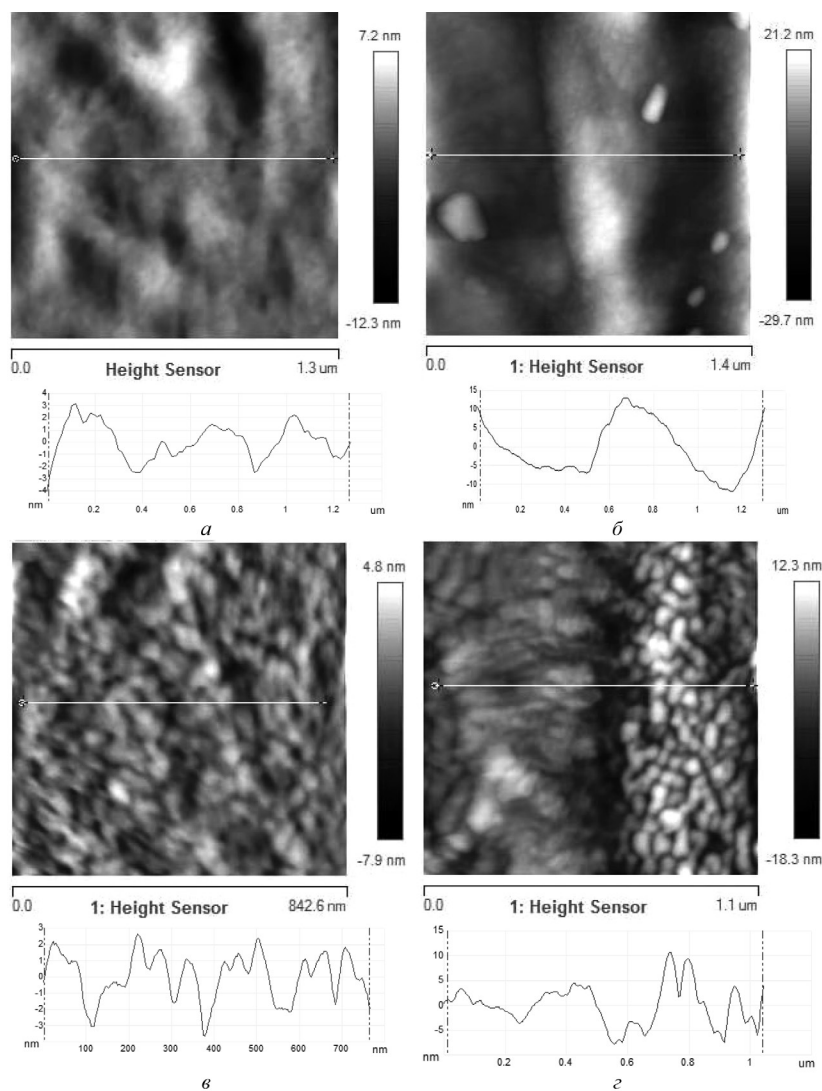 7.2 nm
-12.3 nm
0.0 Height Sensor 1.3 um
4
3
2
1
0
-1
-2
-3
-4
nm 0.2 0.4 0.6 0.8 1 1.2 um
а
21.2 nm
-29.7 nm
0.0 1: Height Sensor 1.4 um
15
10
5
0
-5
-10
nm 0.2 0.4 0.6 0.8 1 1.2 um
б
4.8 nm
-7.9 nm
0.0 1: Height Sensor 842.6 nm
3
2
1
0
-1
-2
-3
nm 100 200 300 400 500 600 700 nm
в
12.3 nm
-18.3 nm
0.0 1: Height Sensor 1.1 um
15
10
5
0
-5
nm 0.2 0.4 0.6 0.8 1 um
г